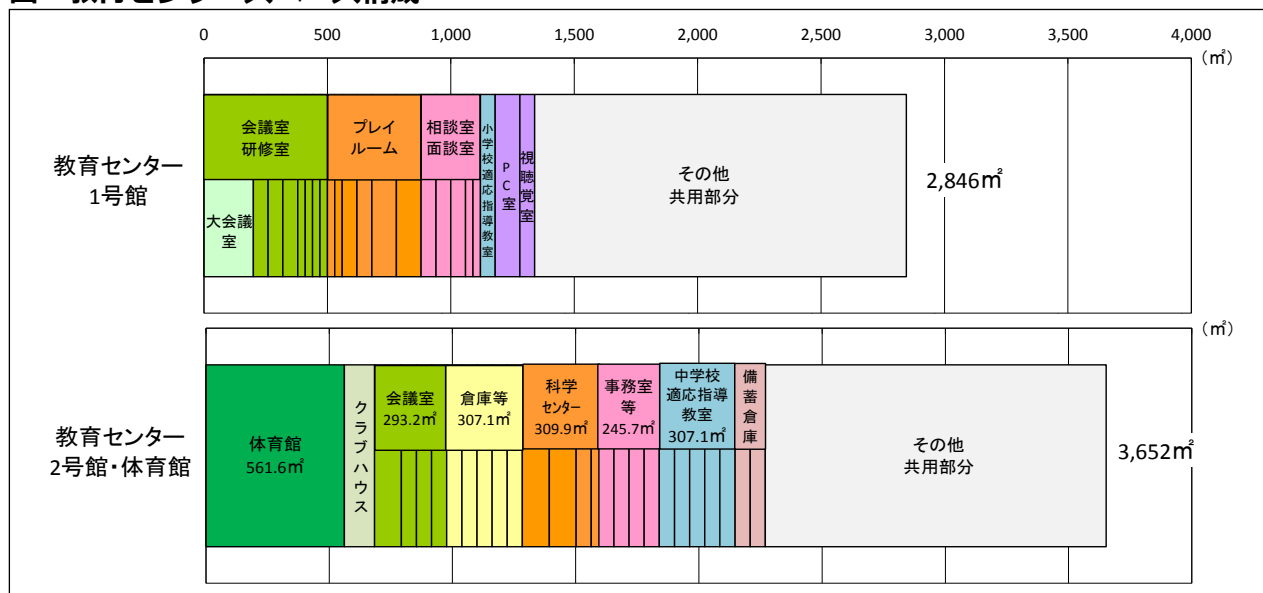 0 500 1,000 1,500 2,000 2,500 3,000 3,500 4,000
(㎡)
教育センター
1号館
会議室
研修室
大会議
室
プレイ
ルーム
相談室
面談室
小学校適応指導教室
PC室
視聴覚室
その他
共用部分
2,846㎡
(㎡)
教育センター
2号館・体育館
体育館
561.6㎡
クラブハウス
会議室
293.2㎡
倉庫等
307.1㎡
科学
センター
309.9㎡
事務室
等
245.7㎡
中学校
適応指導
教室
307.1㎡
備蓄倉庫
その他
共用部分
3,652㎡